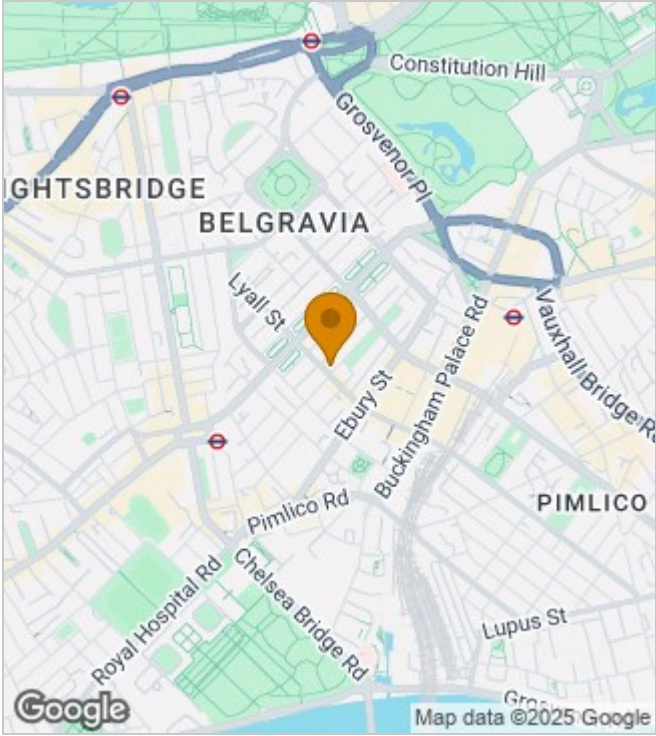 Constitution Hill
Grosvenor Pl
IGHTSBRIDGE
BELGRAVIA
Lyall St
Vauxhall Bridge R
Buckingham Palace Rd
Ebury St
PIMLICO
Pimlico Rd
Chelsea Bridge Rd
Royal Hospital Rd
Lupus St
Grosv
Google
Map data ©2025 Google